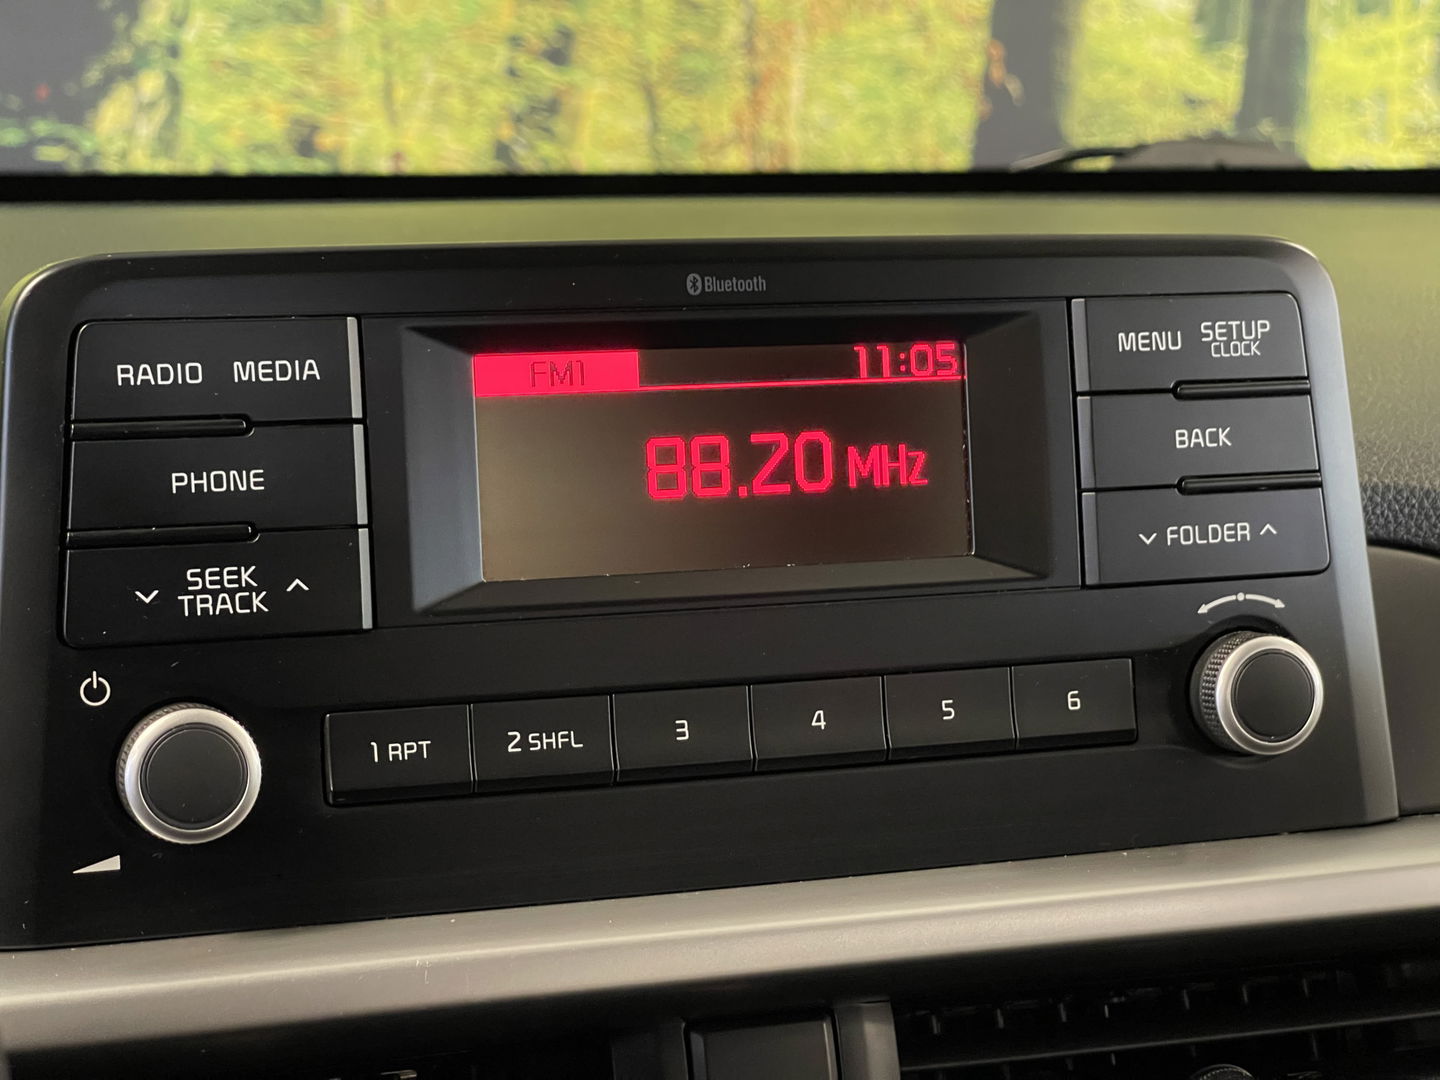 Bluetooth
RADIO MEDIA
FM1
11:05
MENU SETUP
CLOCK
88.20 MHz
BACK
PHONE
FOLDER
SEEK
TRACK
1 RPT
2 SHFL
3
4
5
6